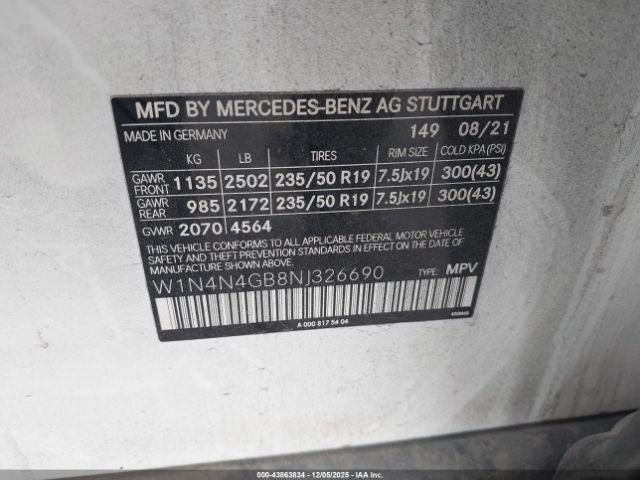 MFD BY MERCEDES-BENZ AG STUTTGART
MADE IN GERMANY 149 08/21
KG LB TIRES RIM SIZE COLD KPA(PSI)
GAWR FRONT 1135 2502 235/50 R19 7.5Jx19 300(43)
GAWR REAR 985 2172 235/50 R19 7.5Jx19 300(43)
GVWR 2070 4564
THIS VEHICLE CONFORMS TO ALL APPLICABLE FEDERAL MOTOR VEHICLE
SAFETY AND THEFT PREVENTION STANDARDS IN EFFECT ON THE DATE
OF MANUFACTURE SHOWN ABOVE.
W1N4N4GB8NJ326690 TYPE: MPV
A 000 817 54 04
#43863834 - 12/05/2025 - IAAI.CA